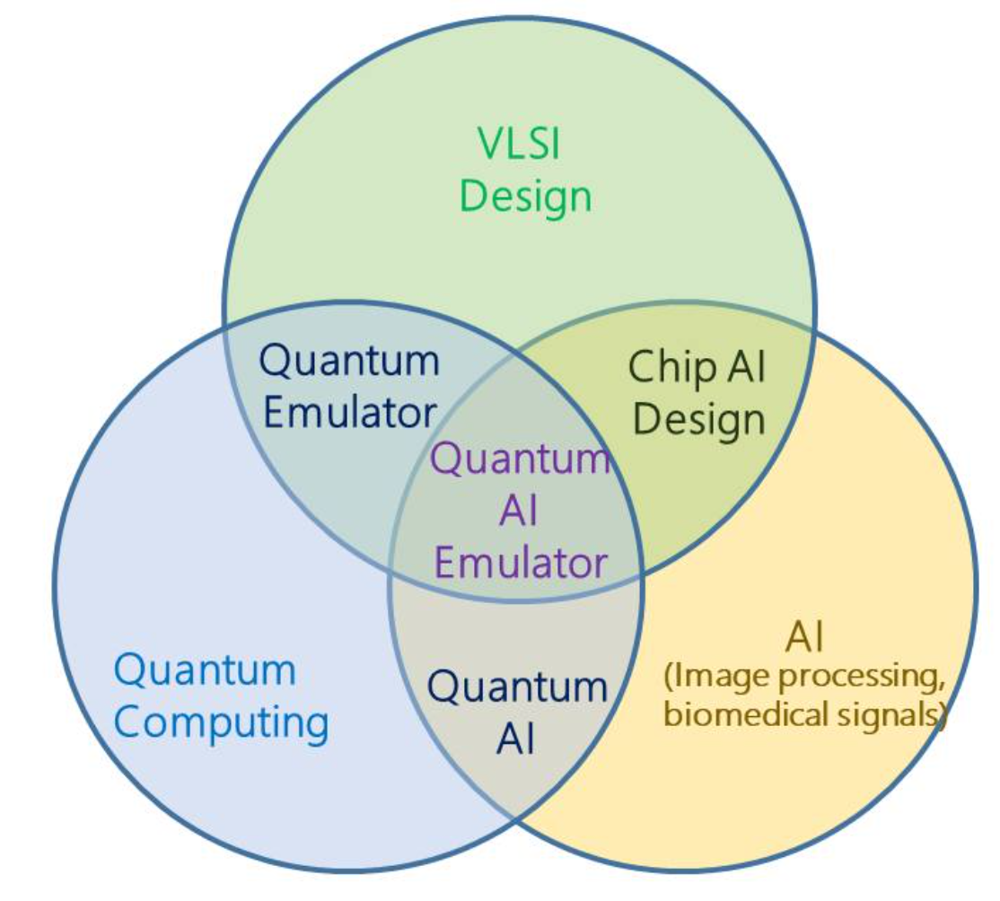 VLSI
Design
Quantum
Emulator
Chip AI
Design
Quantum
AI
Emulator
Quantum
Computing
Quantum
AI
AI
(Image processing,
biomedical signals)